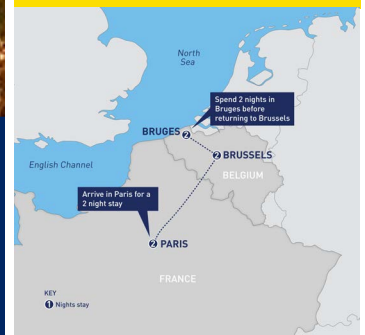 North
Sea
Spend 2 nights in
Bruges before
returning to Brussels
BRUGES 2
2 BRUSSELS
English Channel
BELGIUM
Arrive in Paris for a
2 night stay
2 PARIS
FRANCE
KEY
1 Nights stay